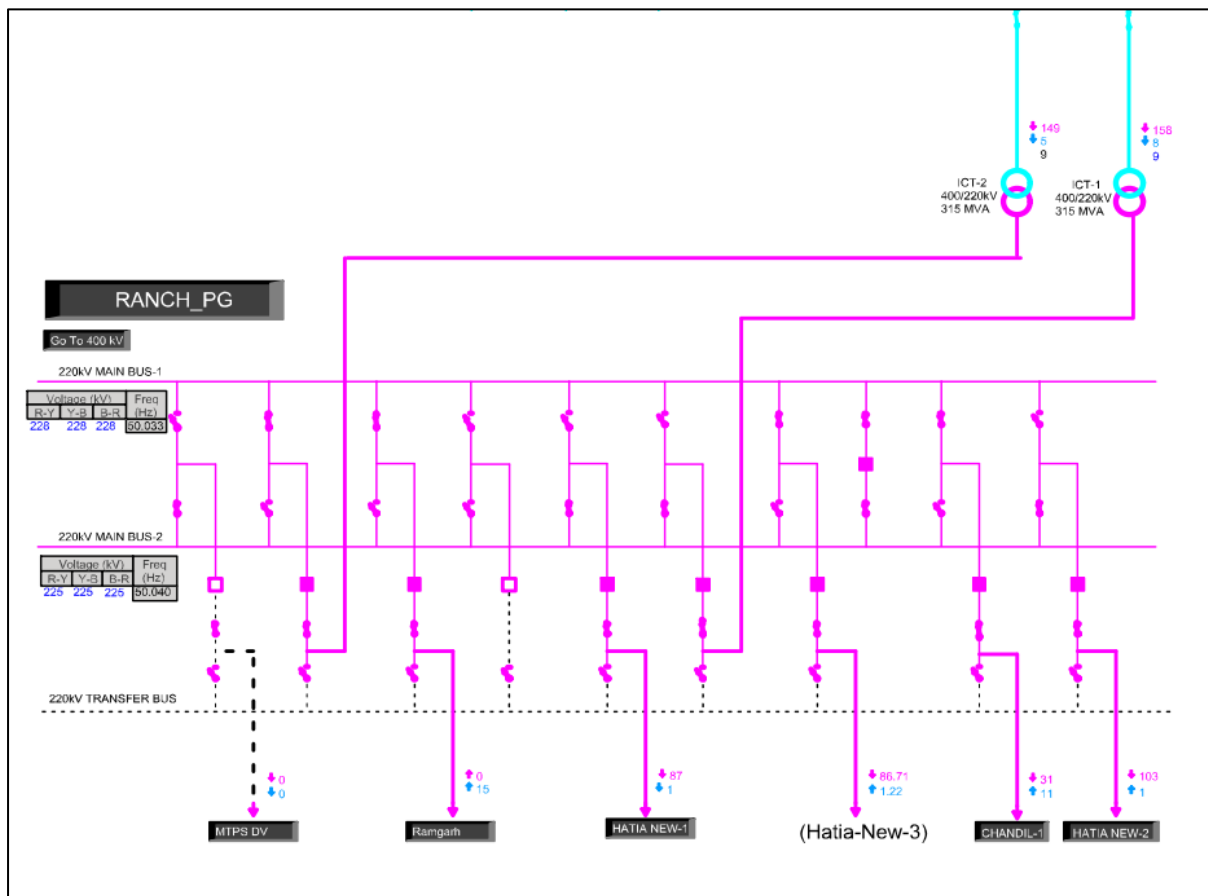 149
5
9
158
8
9
ICT-2
400/220kV
315 MVA
ICT-1
400/220kV
315 MVA
RANCH_PG
Go To 400 kV
220kV MAIN BUS-1
Voltage (kV) Freq (Hz)
R-Y Y-B B-R
228 228 228 50.033
220kV MAIN BUS-2
Voltage (kV) Freq (Hz)
R-Y Y-B B-R
225 225 225 50.040
220kV TRANSFER BUS
0
0
0
15
87
1
86.71
1.22
31
11
103
1
MTPS DV
Ramgarh
HATIA NEW-1
(Hatia-New-3)
CHANDIL-1
HATIA NEW-2